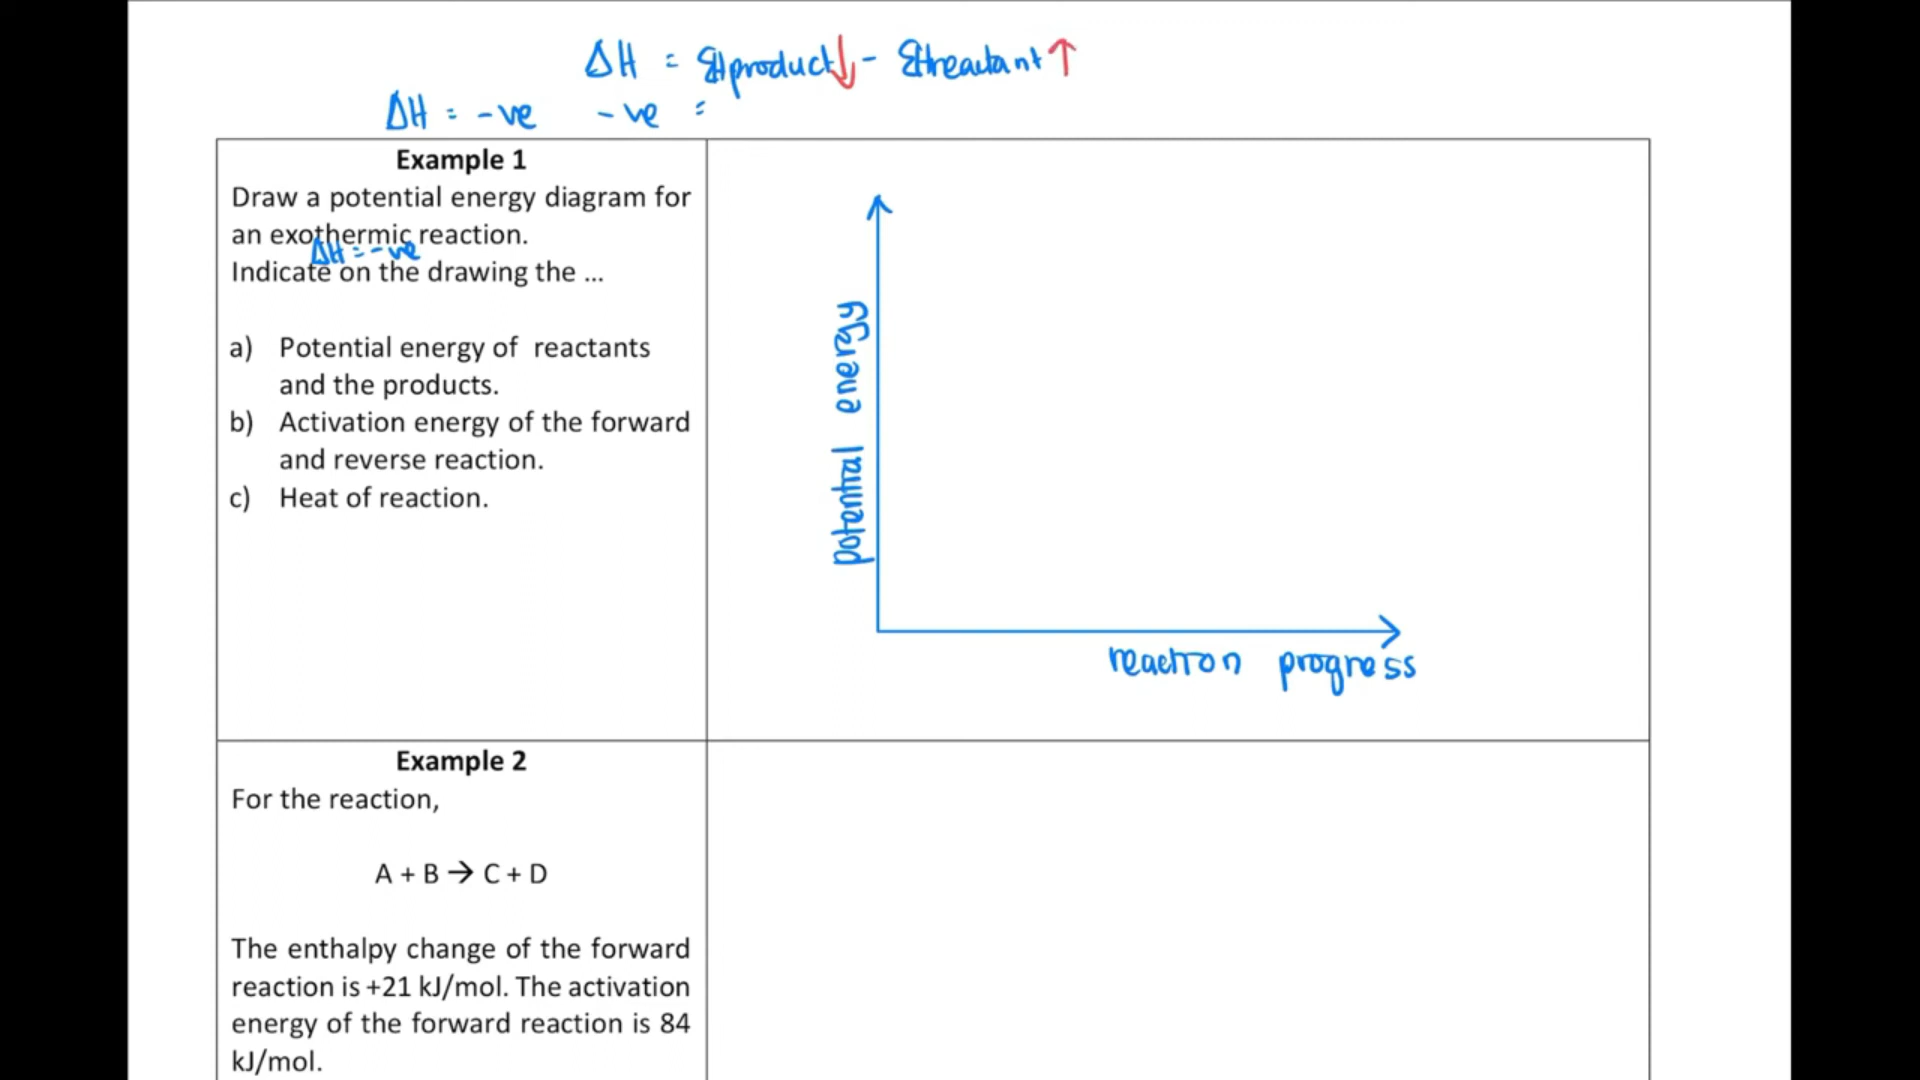 ΔH = ΣHproduct↓ - ΣHreactant↑
ΔH = -ve -ve =
Example 1
Draw a potential energy diagram for
an exothermic reaction.
ΔH = -ve
Indicate on the drawing the ...
a) Potential energy of reactants
and the products.
b) Activation energy of the forward
and reverse reaction.
c) Heat of reaction.
potential energy
reaction progress
Example 2
For the reaction,
A + B → C + D
The enthalpy change of the forward
reaction is +21 kJ/mol. The activation
energy of the forward reaction is 84
kJ/mol.